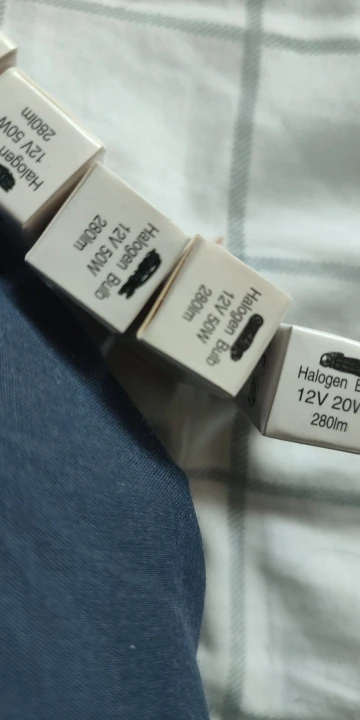 Halogen
12V 50W
280lm
Halogen Bulb
12V 50W
280lm
Halogen Bulb
12V 50W
280lm
Halogen B
12V 20W
280lm